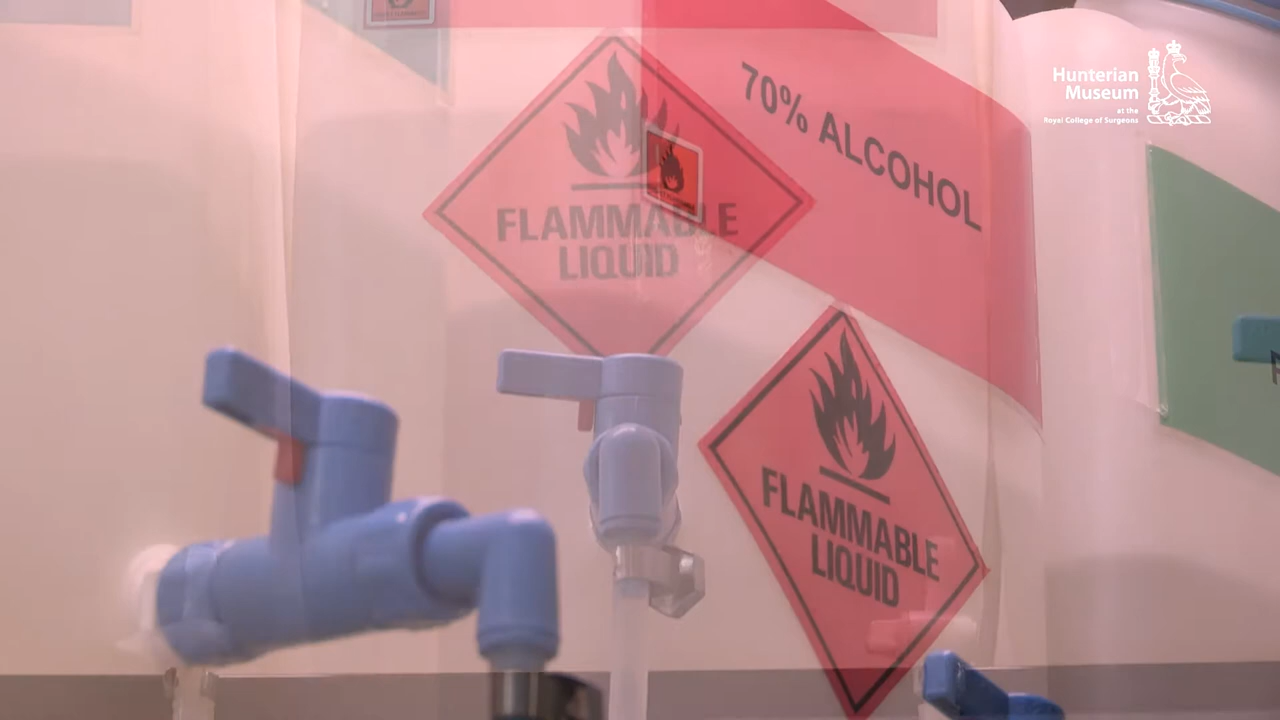 70% ALCOHOL
FLAMMABLE
LIQUID
FLAMMABLE
LIQUID
Hunterian
Museum
at the
Royal College of Surgeons